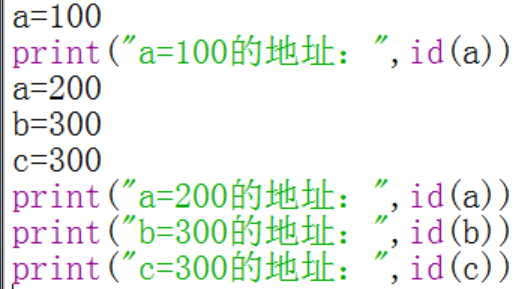 a=100
print("a=100的地址：",id(a))
a=200
b=300
c=300
print("a=200的地址：",id(a))
print("b=300的地址：",id(b))
print("c=300的地址：",id(c))